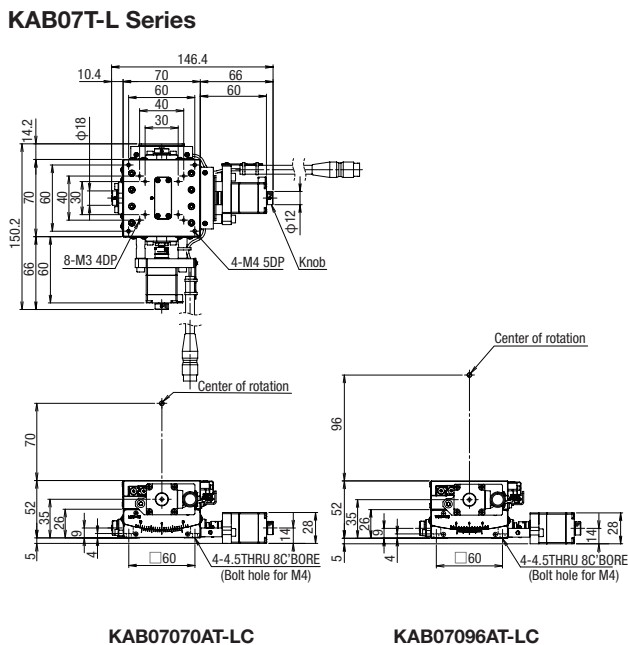 KAB07T-L Series
146.4
10.4 70 66
60 60
40
30
φ18
14.2
150.2
70
60
40
30
66
60
φ12
8-M3 4DP
4-M4 5DP
Knob
Center of rotation
70
52
35
26
9
5
4
□60
28
14
4-4.5THRU 8C'BORE
(Bolt hole for M4)
KAB07070AT-LC
Center of rotation
96
52
35
26
9
5
4
□60
28
14
4-4.5THRU 8C'BORE
(Bolt hole for M4)
KAB07096AT-LC